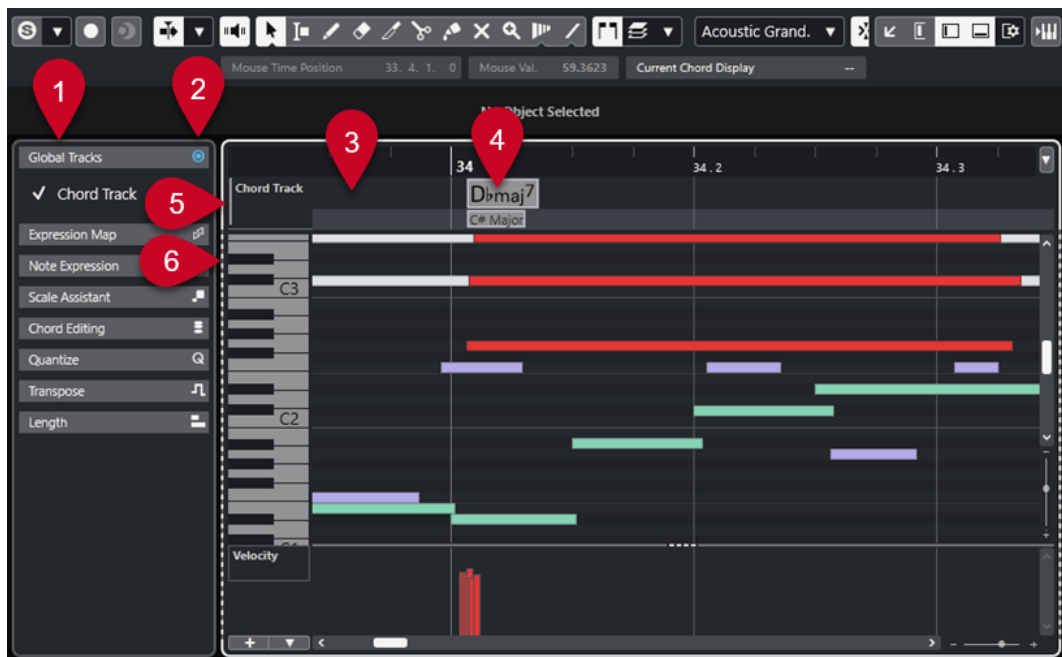 S
Acoustic Grand.
Mouse Time Position 33. 4. 1. 0 Mouse Val. 59.3623 Current Chord Display --
Object Selected
1
2
3
4
5
6
Global Tracks
Chord Track
Expression Map
Note Expression
Scale Assistant
Chord Editing
Quantize Q
Transpose
Length
34 34.2 34.3
Chord Track
D♭maj7
C# Major
C3
C2
C1
Velocity